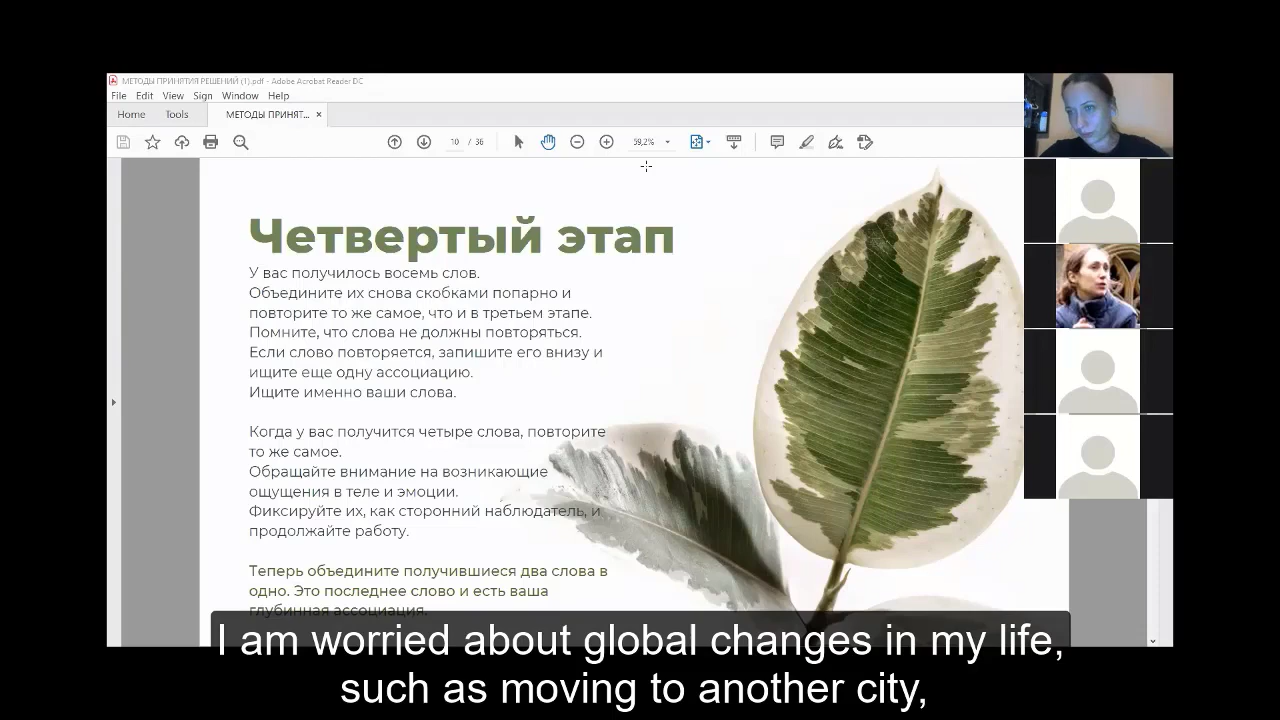 МЕТОДЫ ПРИНЯТИЯ РЕШЕНИЙ (1).pdf - Adobe Acrobat Reader DC
File Edit View Sign Window Help
Home Tools МЕТОДЫ ПРИНЯТ... ×
10 / 36 59,2%
Четвертый этап
У вас получилось восемь слов.
Объедините их снова скобками попарно и
повторите то же самое, что и в третьем этапе.
Помните, что слова не должны повторяться.
Если слово повторяется, запишите его внизу и
ищите еще одну ассоциацию.
Ищите именно ваши слова.
Когда у вас получится четыре слова, повторите
то же самое.
Обращайте внимание на возникающие
ощущения в теле и эмоции.
Фиксируйте их, как сторонний наблюдатель, и
продолжайте работу.
Теперь объедините получившиеся два слова в
одно. Это последнее слово и есть ваша
глубинная ассоциация.
I am worried about global changes in my life,
such as moving to another city,